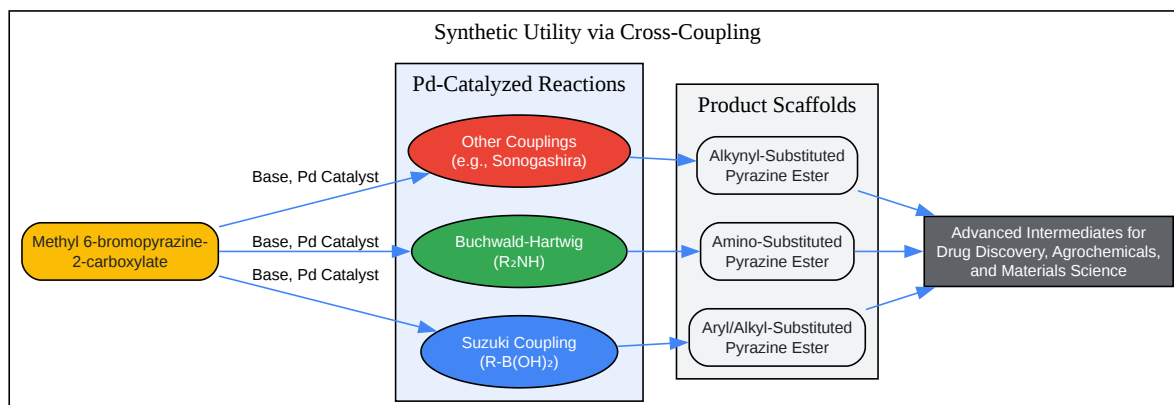 Synthetic Utility via Cross-Coupling
Pd-Catalyzed Reactions
Product Scaffolds
Other Couplings
(e.g., Sonogashira)
Alkynyl-Substituted
Pyrazine Ester
Base, Pd Catalyst
Methyl 6-bromopyrazine-
2-carboxylate
Base, Pd Catalyst
Buchwald-Hartwig
(R₂NH)
Amino-Substituted
Pyrazine Ester
Advanced Intermediates for
Drug Discovery, Agrochemicals,
and Materials Science
Base, Pd Catalyst
Suzuki Coupling
(R-B(OH)₂)
Aryl/Alkyl-Substituted
Pyrazine Ester